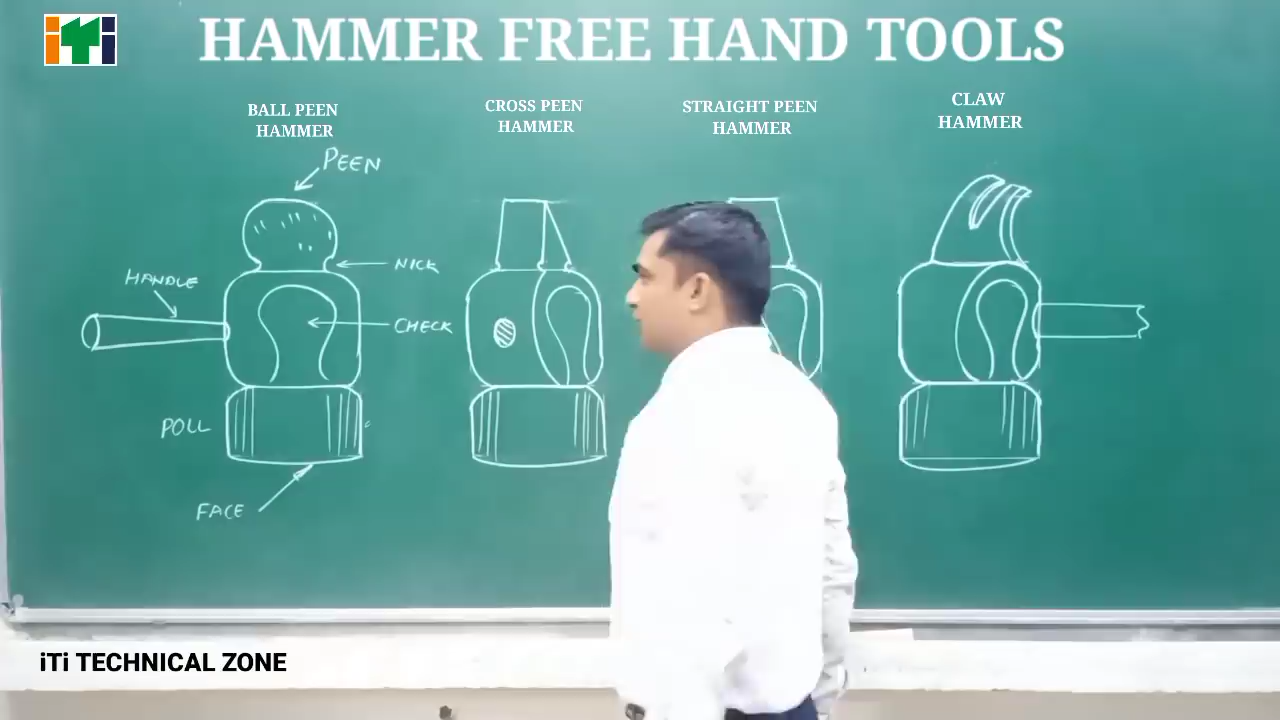 iTi
HAMMER FREE HAND TOOLS
BALL PEEN
HAMMER
CROSS PEEN
HAMMER
STRAIGHT PEEN
HAMMER
CLAW
HAMMER
PEEN
NICK
HANDLE
CHECK
POLL
FACE
iTi TECHNICAL ZONE